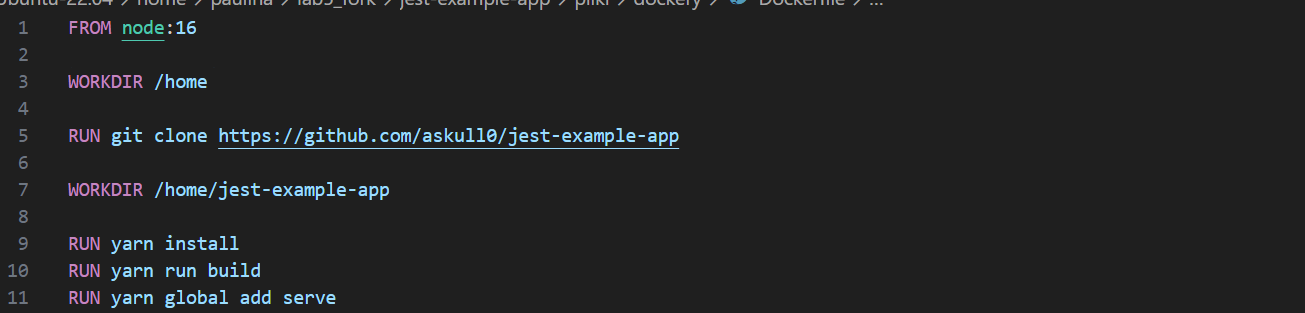 Ubuntu-22.04 > home > paulina > lab5_fork > jest-example-app > pliki > dockery > Dockerfile > ...
1 FROM node:16
2
3 WORKDIR /home
4
5 RUN git clone https://github.com/askull0/jest-example-app
6
7 WORKDIR /home/jest-example-app
8
9 RUN yarn install
10 RUN yarn run build
11 RUN yarn global add serve